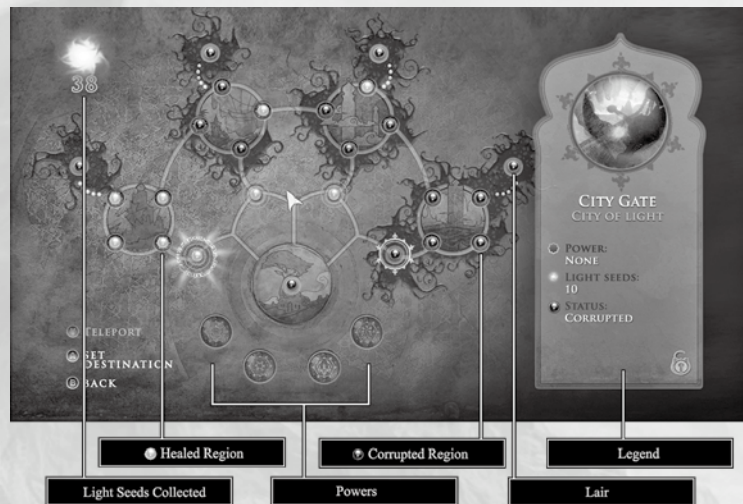 38
CITY GATE
CITY OF LIGHT
POWER:
NONE
LIGHT SEEDS:
10
STATUS:
CORRUPTED
TELEPORT
SET
DESTINATION
BACK
Healed Region
Corrupted Region
Legend
Light Seeds Collected
Powers
Lair